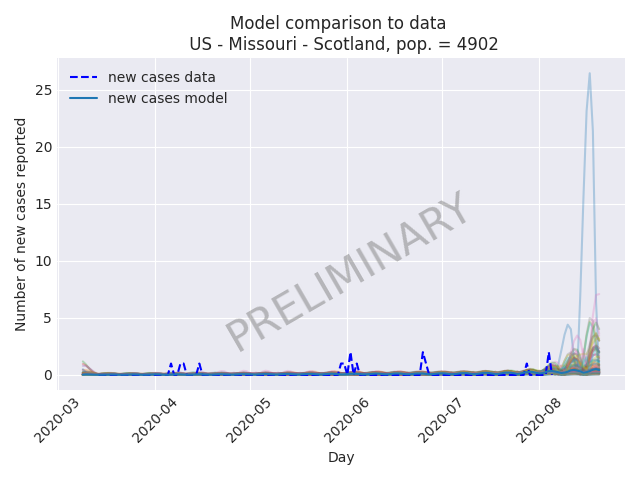 Model comparison to data
US - Missouri - Scotland, pop. = 4902
new cases data
new cases model
Number of new cases reported
25
20
15
10
5
0
PRELIMINARY
2020-03
2020-04
2020-05
2020-06
2020-07
2020-08
Day